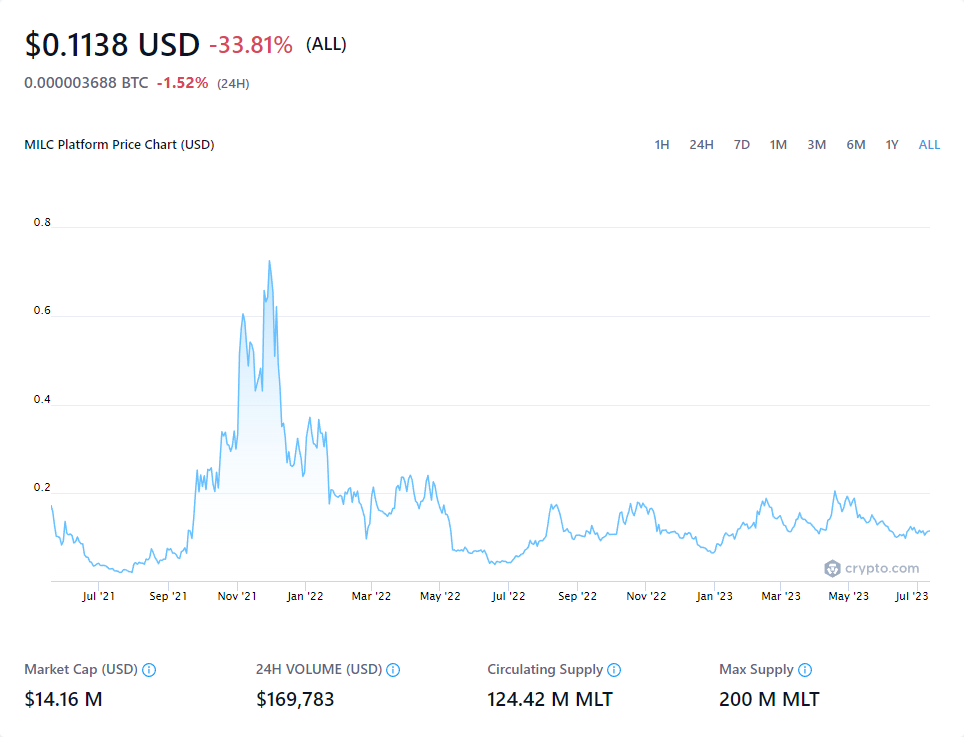 $0.1138 USD -33.81% (ALL)
0.000003688 BTC -1.52% (24H)
MILC Platform Price Chart (USD) 1H 24H 7D 1M 3M 6M 1Y ALL
0.8
0.6
0.4
0.2
crypto.com
Jul '21 Sep '21 Nov '21 Jan '22 Mar '22 May '22 Jul '22 Sep '22 Nov '22 Jan '23 Mar '23 May '23 Jul '23
Market Cap (USD) 24H VOLUME (USD) Circulating Supply Max Supply
$14.16 M $169,783 124.42 M MLT 200 M MLT